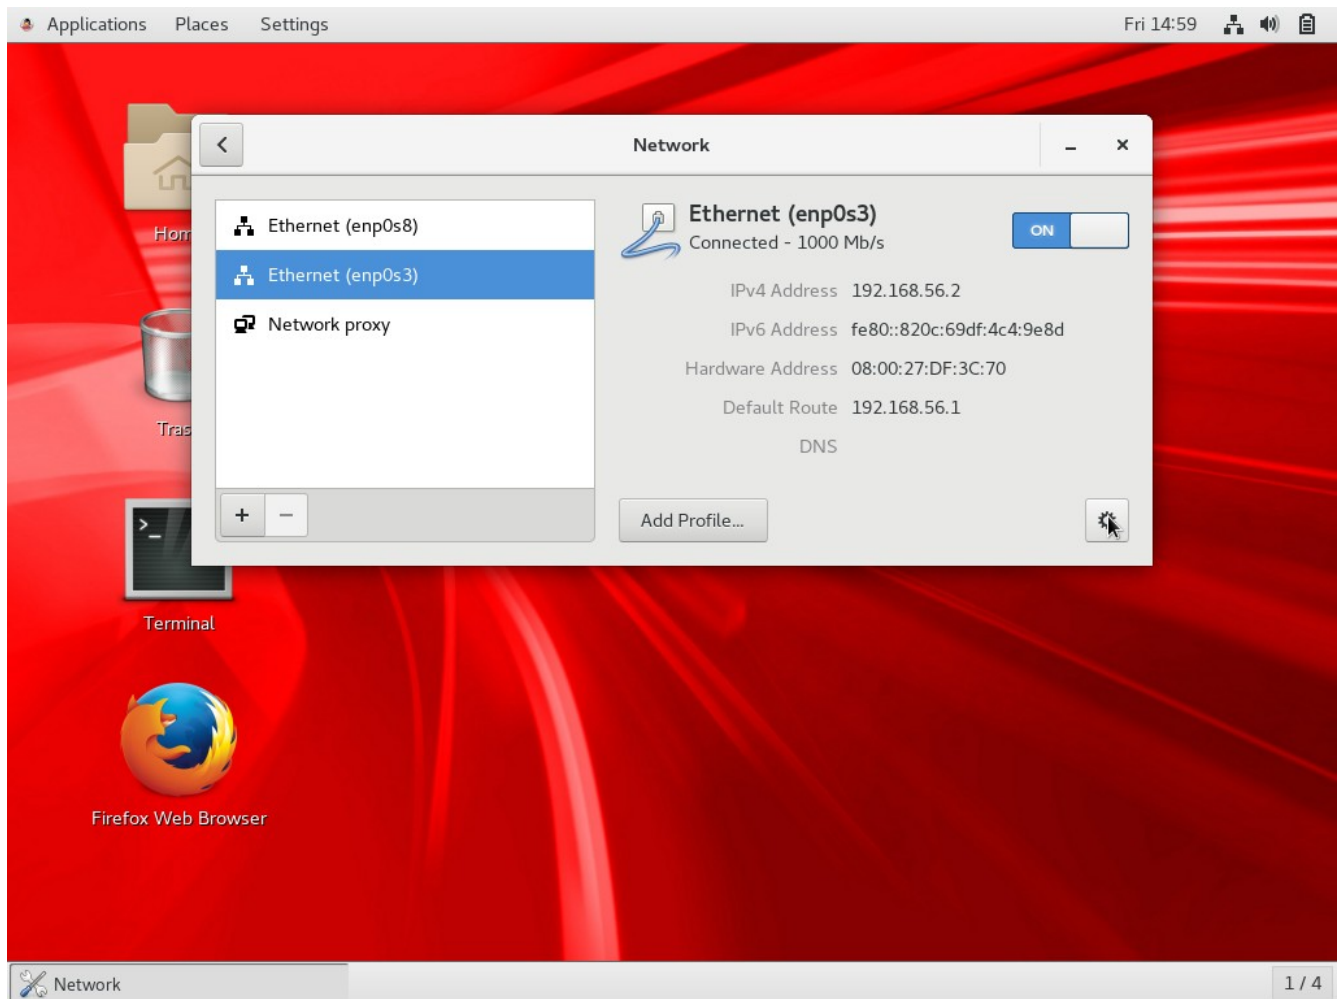 Applications Places Settings Fri 14:59
Network
Ethernet (enp0s8)
Ethernet (enp0s3)
Network proxy
Ethernet (enp0s3)
Connected - 1000 Mb/s
ON
IPv4 Address 192.168.56.2
IPv6 Address fe80::820c:69df:4c4:9e8d
Hardware Address 08:00:27:DF:3C:70
Default Route 192.168.56.1
DNS
+ −
Add Profile...
Hom
Tras
>_
Terminal
Firefox Web Browser
Network 1 / 4